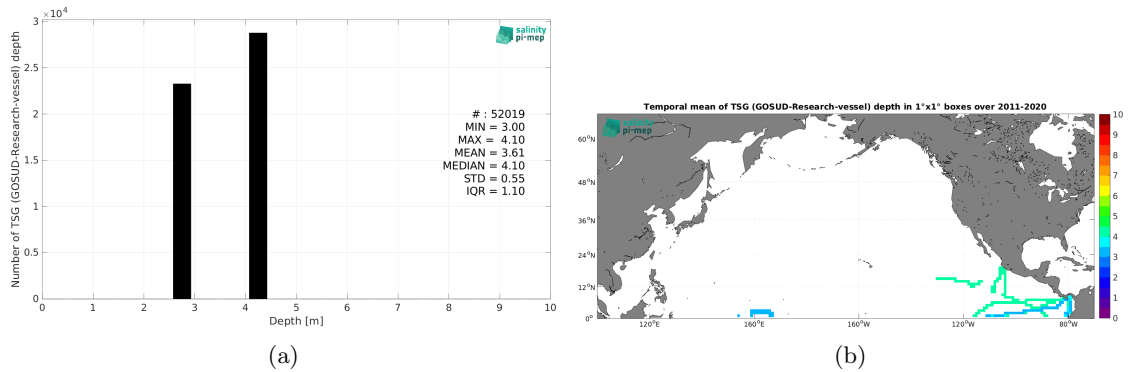 ×10⁴
3
2.5
2
1.5
1
0.5
0
Number of TSG (GOSUD-Research-vessel) depth
salinity
pi-mep
# : 52019
MIN = 3.00
MAX = 4.10
MEAN = 3.61
MEDIAN = 4.10
STD = 0.55
IQR = 1.10
0 1 2 3 4 5 6 7 8 9 10
Depth [m]
(a)
Temporal mean of TSG (GOSUD-Research-vessel) depth in 1°x1° boxes over 2011-2020
salinity
pi-mep
60°N
48°N
36°N
24°N
12°N
0°
120°E 160°E 160°W 120°W 80°W
10
9
8
7
6
5
4
3
2
1
0
(b)